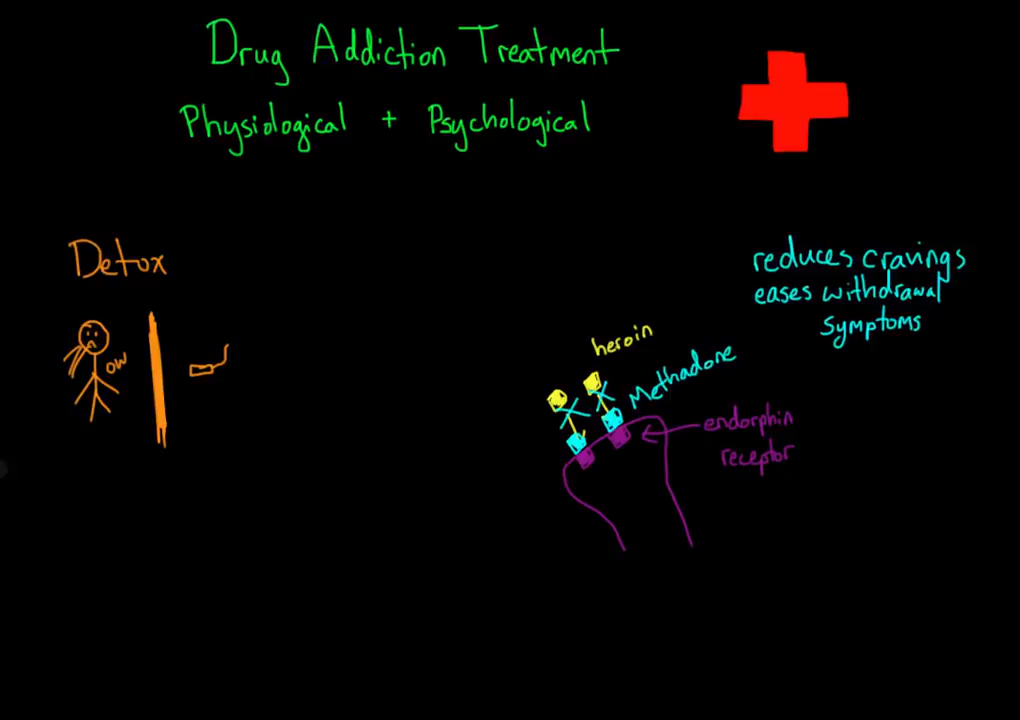 Drug Addiction Treatment
Physiological + Psychological
Detox
ow
reduces cravings
eases withdrawal
symptoms
heroin
Methadone
endorphin
receptor